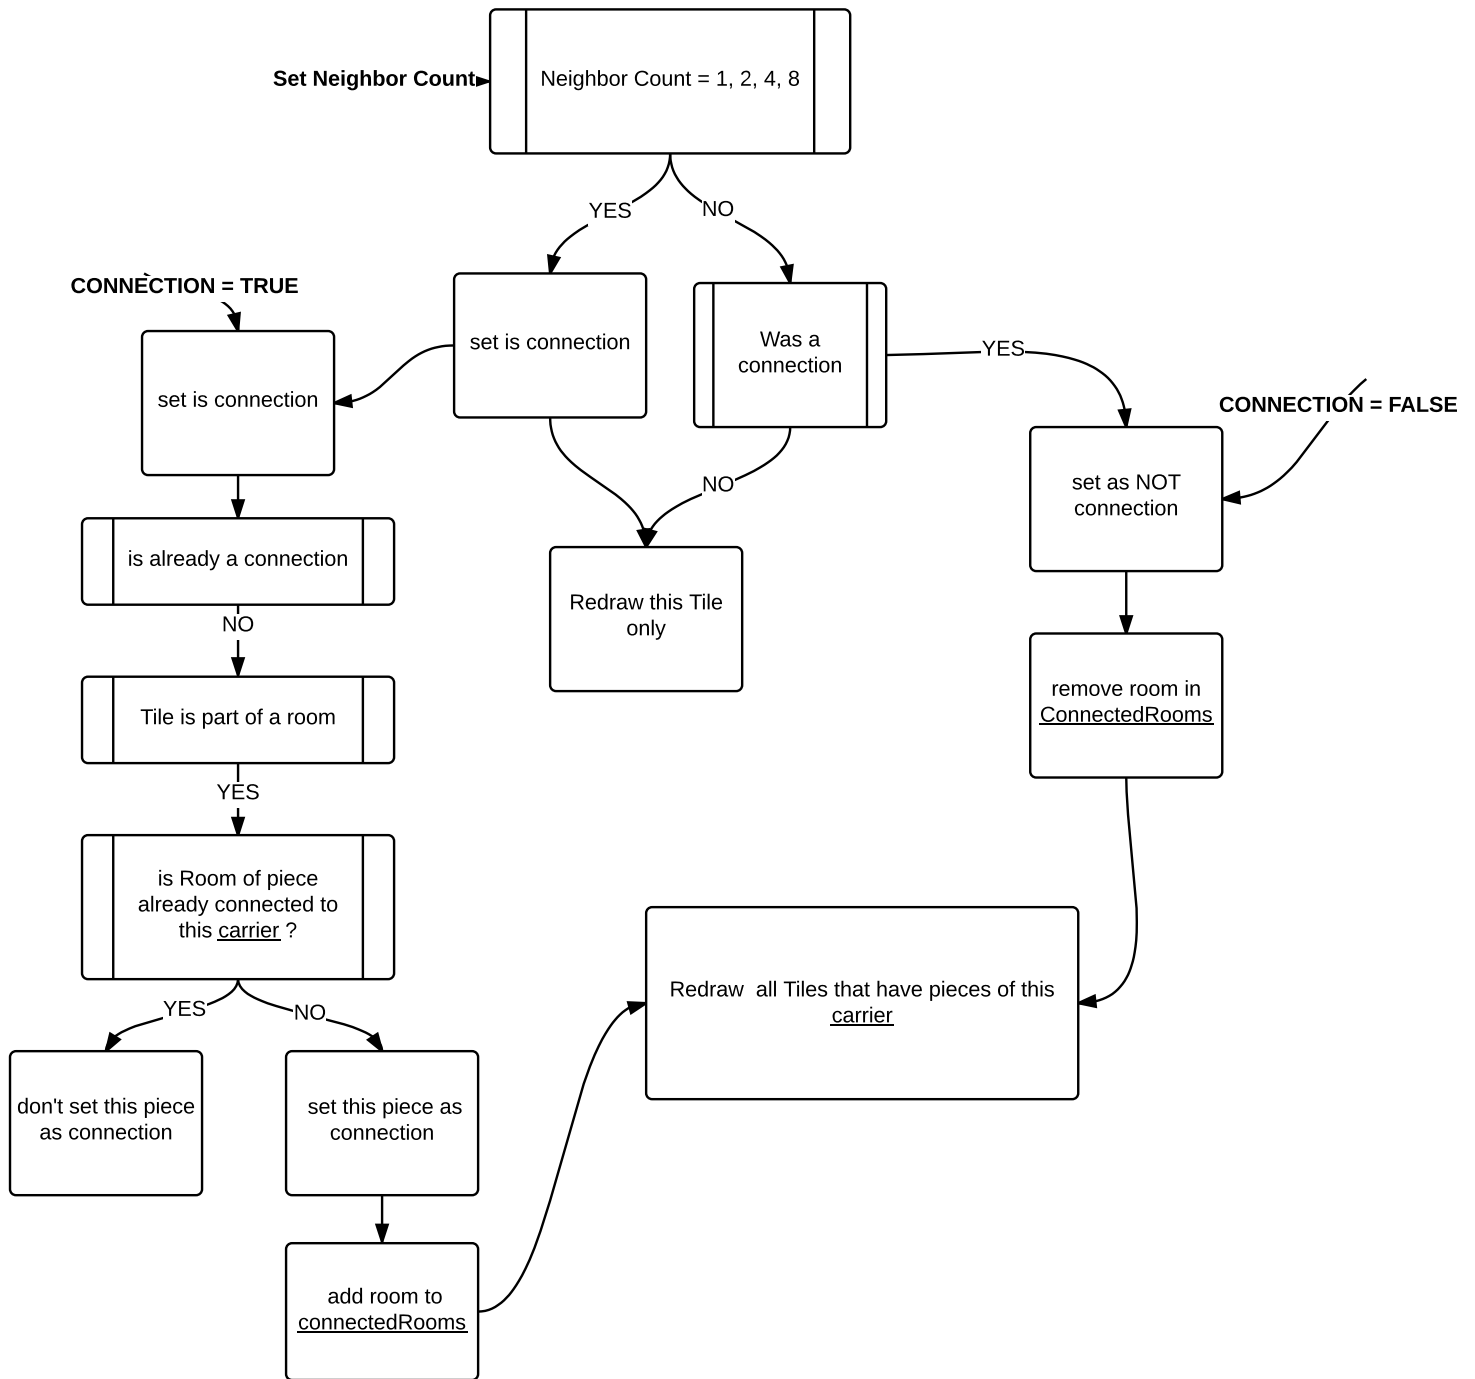 Set Neighbor Count
Neighbor Count = 1, 2, 4, 8
YES
NO
CONNECTION = TRUE
set is connection
set is connection
Was a
connection
YES
CONNECTION = FALSE
NO
set as NOT
connection
is already a connection
NO
Redraw this Tile
only
Tile is part of a room
remove room in
ConnectedRooms
YES
is Room of piece
already connected to
this carrier ?
YES
NO
Redraw  all Tiles that have pieces of this
carrier
don't set this piece
as connection
set this piece as
connection
add room to
connectedRooms